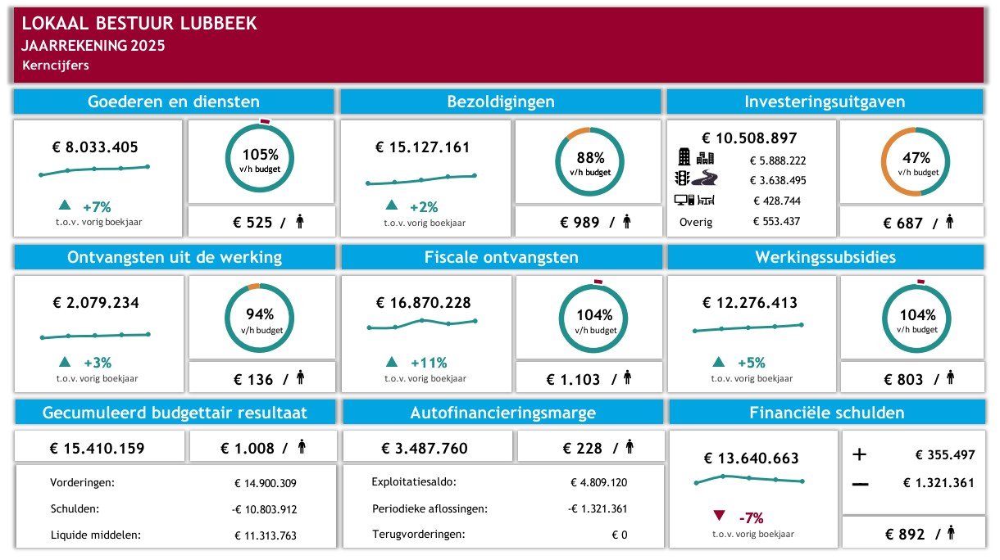 LOKAAL BESTUUR LUBBEEK
JAARREKENING 2025
Kerncijfers
Goederen en diensten
€ 8.033.405
+7%
t.o.v. vorig boekjaar
105%
v/h budget
€ 525 /
Bezoldigingen
€ 15.127.161
+2%
t.o.v. vorig boekjaar
88%
v/h budget
€ 989 /
Investeringsuitgaven
€ 10.508.897
€ 5.888.222
€ 3.638.495
€ 428.744
Overig € 553.437
47%
v/h budget
€ 687 /
Ontvangsten uit de werking
€ 2.079.234
+3%
t.o.v. vorig boekjaar
94%
v/h budget
€ 136 /
Fiscale ontvangsten
€ 16.870.228
+11%
t.o.v. vorig boekjaar
104%
v/h budget
€ 1.103 /
Werkingssubsidies
€ 12.276.413
+5%
t.o.v. vorig boekjaar
104%
v/h budget
€ 803 /
Gecumuleerd budgettair resultaat
€ 15.410.159
€ 1.008 /
Vorderingen: € 14.900.309
Schulden: -€ 10.803.912
Liquide middelen: € 11.313.763
Autofinancieringsmarge
€ 3.487.760
€ 228 /
Exploitatiesaldo: € 4.809.120
Periodieke aflossingen: -€ 1.321.361
Terugvorderingen: € 0
Financiële schulden
€ 13.640.663
-7%
t.o.v. vorig boekjaar
+ € 355.497
− € 1.321.361
€ 892 /